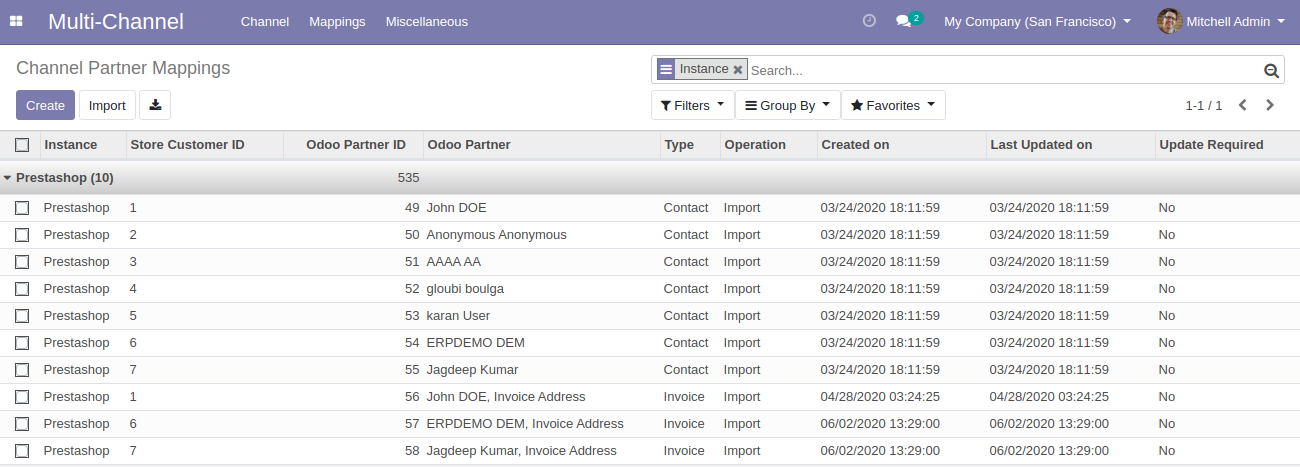 Multi-Channel Channel Mappings Miscellaneous 2 My Company (San Francisco) Mitchell Admin
Channel Partner Mappings Instance Search...
Create Import Filters Group By Favorites 1-1 / 1
Instance Store Customer ID Odoo Partner ID Odoo Partner Type Operation Created on Last Updated on Update Required
Prestashop (10) 535
Prestashop 1 49 John DOE Contact Import 03/24/2020 18:11:59 03/24/2020 18:11:59 No
Prestashop 2 50 Anonymous Anonymous Contact Import 03/24/2020 18:11:59 03/24/2020 18:11:59 No
Prestashop 3 51 AAAA AA Contact Import 03/24/2020 18:11:59 03/24/2020 18:11:59 No
Prestashop 4 52 gloubi boulga Contact Import 03/24/2020 18:11:59 03/24/2020 18:11:59 No
Prestashop 5 53 karan User Contact Import 03/24/2020 18:11:59 03/24/2020 18:11:59 No
Prestashop 6 54 ERPDEMO DEM Contact Import 03/24/2020 18:11:59 03/24/2020 18:11:59 No
Prestashop 7 55 Jagdeep Kumar Contact Import 03/24/2020 18:11:59 03/24/2020 18:11:59 No
Prestashop 1 56 John DOE, Invoice Address Invoice Import 04/28/2020 03:24:25 04/28/2020 03:24:25 No
Prestashop 6 57 ERPDEMO DEM, Invoice Address Invoice Import 06/02/2020 13:29:00 06/02/2020 13:29:00 No
Prestashop 7 58 Jagdeep Kumar, Invoice Address Invoice Import 06/02/2020 13:29:00 06/02/2020 13:29:00 No